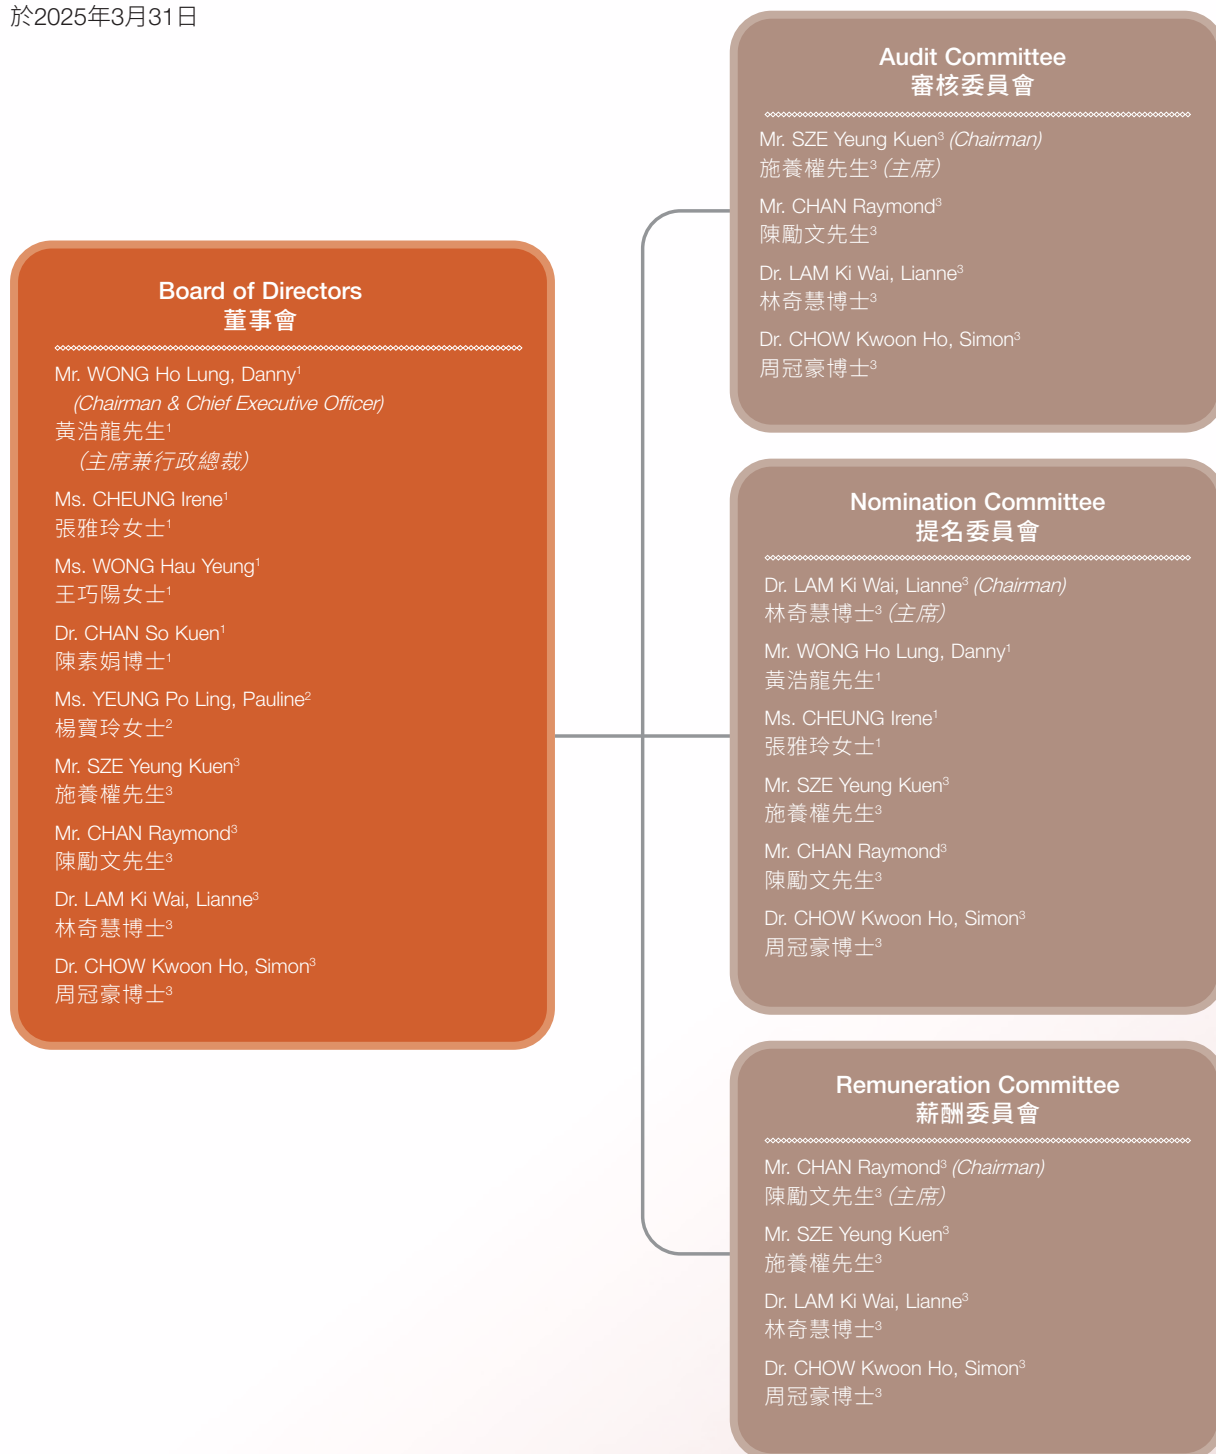 於2025年3月31日
Board of Directors
董事會
Mr. WONG Ho Lung, Danny¹
(Chairman & Chief Executive Officer)
黃浩龍先生¹
(主席兼行政總裁)
Ms. CHEUNG Irene¹
張雅玲女士¹
Ms. WONG Hau Yeung¹
王巧陽女士¹
Dr. CHAN So Kuen¹
陳素娟博士¹
Ms. YEUNG Po Ling, Pauline²
楊寶玲女士²
Mr. SZE Yeung Kuen³
施養權先生³
Mr. CHAN Raymond³
陳勵文先生³
Dr. LAM Ki Wai, Lianne³
林奇慧博士³
Dr. CHOW Kwoon Ho, Simon³
周冠豪博士³
Audit Committee
審核委員會
Mr. SZE Yeung Kuen³ (Chairman)
施養權先生³ (主席)
Mr. CHAN Raymond³
陳勵文先生³
Dr. LAM Ki Wai, Lianne³
林奇慧博士³
Dr. CHOW Kwoon Ho, Simon³
周冠豪博士³
Nomination Committee
提名委員會
Dr. LAM Ki Wai, Lianne³ (Chairman)
林奇慧博士³ (主席)
Mr. WONG Ho Lung, Danny¹
黃浩龍先生¹
Ms. CHEUNG Irene¹
張雅玲女士¹
Mr. SZE Yeung Kuen³
施養權先生³
Mr. CHAN Raymond³
陳勵文先生³
Dr. CHOW Kwoon Ho, Simon³
周冠豪博士³
Remuneration Committee
薪酬委員會
Mr. CHAN Raymond³ (Chairman)
陳勵文先生³ (主席)
Mr. SZE Yeung Kuen³
施養權先生³
Dr. LAM Ki Wai, Lianne³
林奇慧博士³
Dr. CHOW Kwoon Ho, Simon³
周冠豪博士³